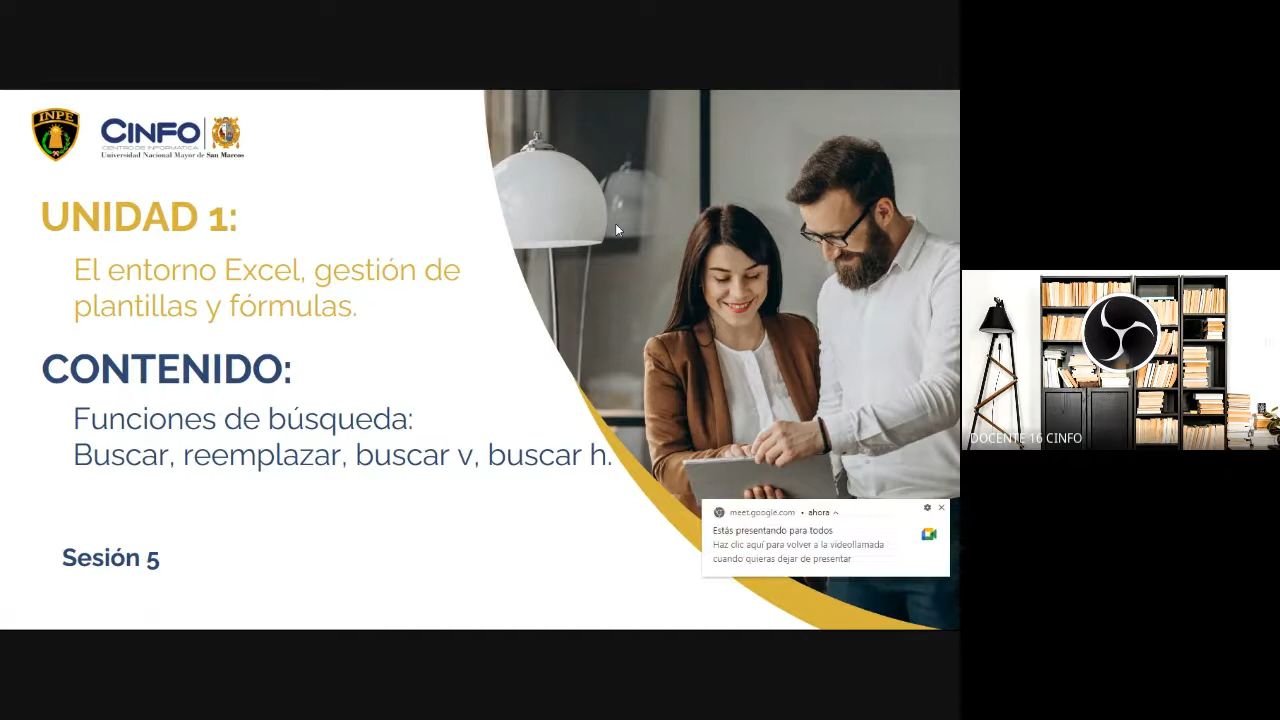 INPE
CINFO
CENTRO DE INFORMÁTICA
Universidad Nacional Mayor de San Marcos
UNIDAD 1:
El entorno Excel, gestión de
plantillas y fórmulas.
CONTENIDO:
Funciones de búsqueda:
Buscar, reemplazar, buscar v, buscar h.
Sesión 5
meet.google.com • ahora
Estás presentando para todos
Haz clic aquí para volver a la videollamada
cuando quieras dejar de presentar
DOCENTE 16 CINFO